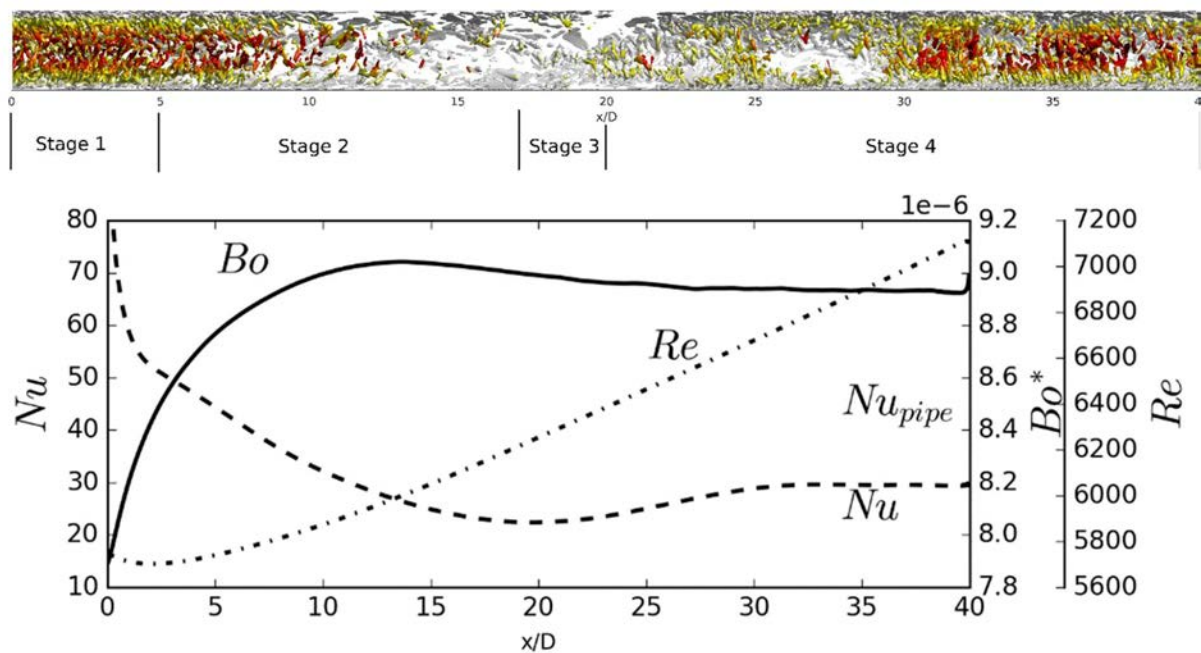 0 5 10 15 20 25 30 35 4
x/D
Stage 1 Stage 2 Stage 3 Stage 4
1e−6
80 9.2 7200
70 9.0 7000
60 8.8 6800
50 8.6 6600
40 8.4 6400
30 8.2 6200
20 8.0 6000
10 7.8 5800
5600
Bo
Re
Nu_pipe
Nu
Nu
Bo*
Re
0 5 10 15 20 25 30 35 40
x/D